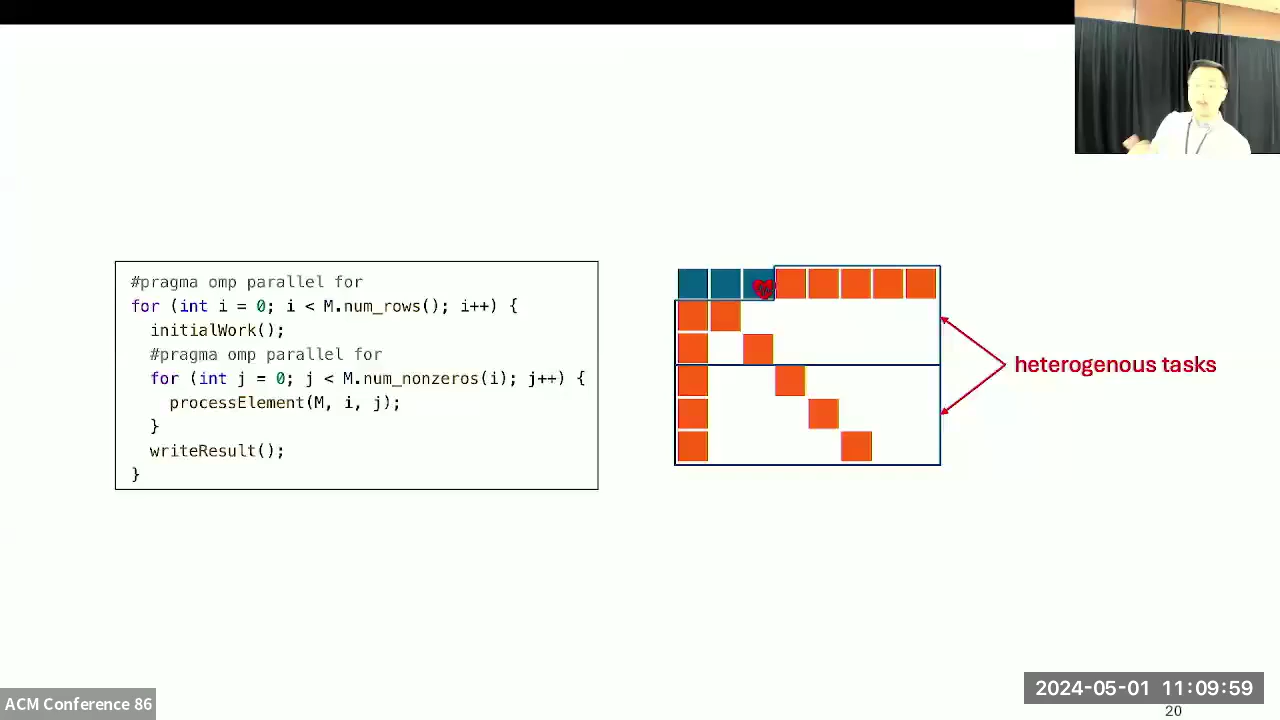 #pragma omp parallel for
for (int i = 0; i < M.num_rows(); i++) {
initialWork();
#pragma omp parallel for
for (int j = 0; j < M.num_nonzeros(i); j++) {
processElement(M, i, j);
}
writeResult();
}
heterogenous tasks
ACM Conference 86
2024-05-01 11:09:59
20